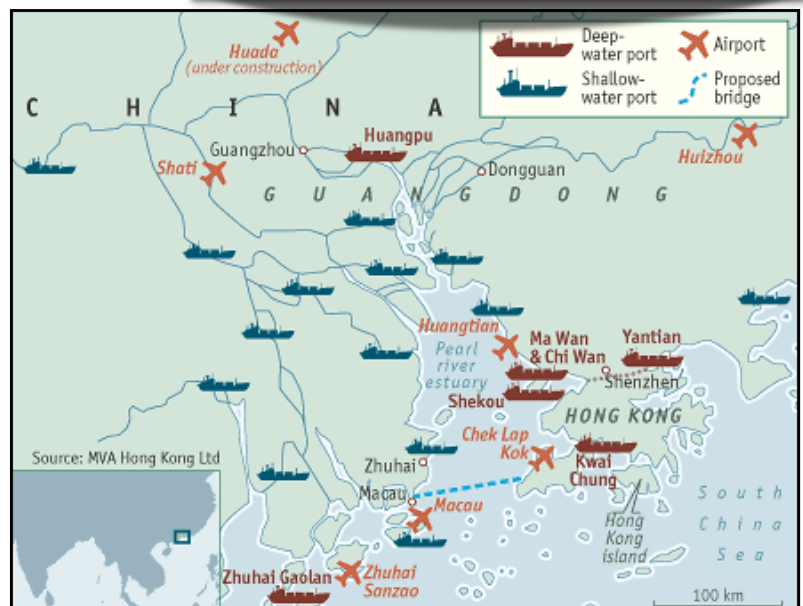 Deep-
water port
Airport
Shallow-
water port
Proposed
bridge
Huada
(under construction)
C H I N A
Guangzhou
Huangpu
Shati
Dongguan
Huizhou
G U A N G D O N G
Huangtian
Pearl
river
estuary
Ma Wan
& Chi Wan
Yantian
Shenzhen
Shekou
HONG KONG
Chek Lap
Kok
Kwai
Chung
Source: MVA Hong Kong Ltd
Zhuhai
Macau
Macau
Hong
Kong
island
South
China
Sea
Zhuhai Gaolan
Zhuhai
Sanzao
100 km